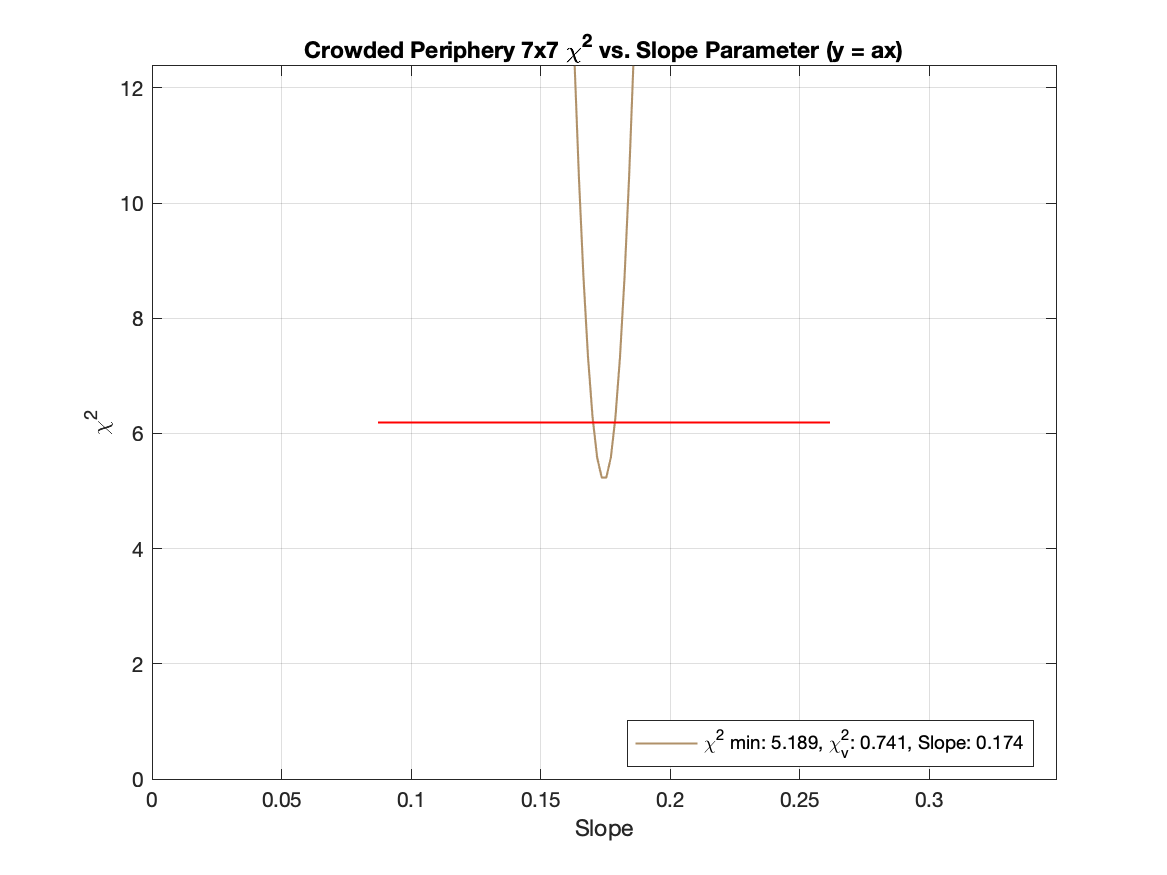 Crowded Periphery 7x7 χ² vs. Slope Parameter (y = ax)
12
10
8
6
4
2
0
χ²
0 0.05 0.1 0.15 0.2 0.25 0.3
Slope
χ² min: 5.189, χ²ᵥ: 0.741, Slope: 0.174